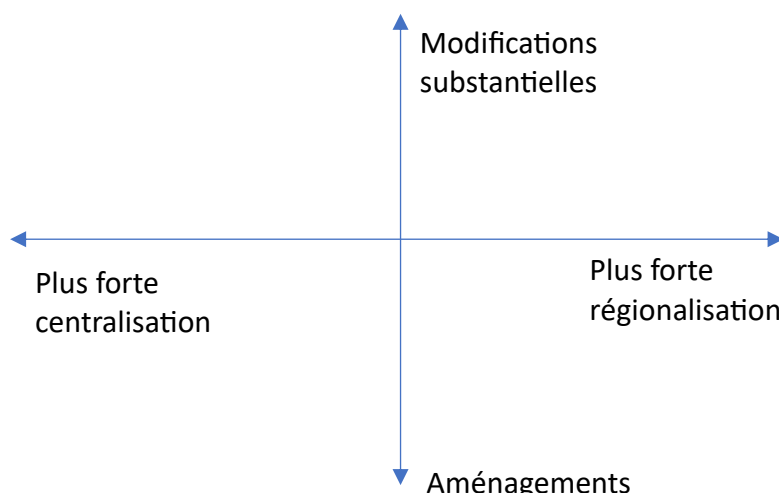 Modifications
substantielles
Plus forte
centralisation
Plus forte
régionalisation
Aménagements